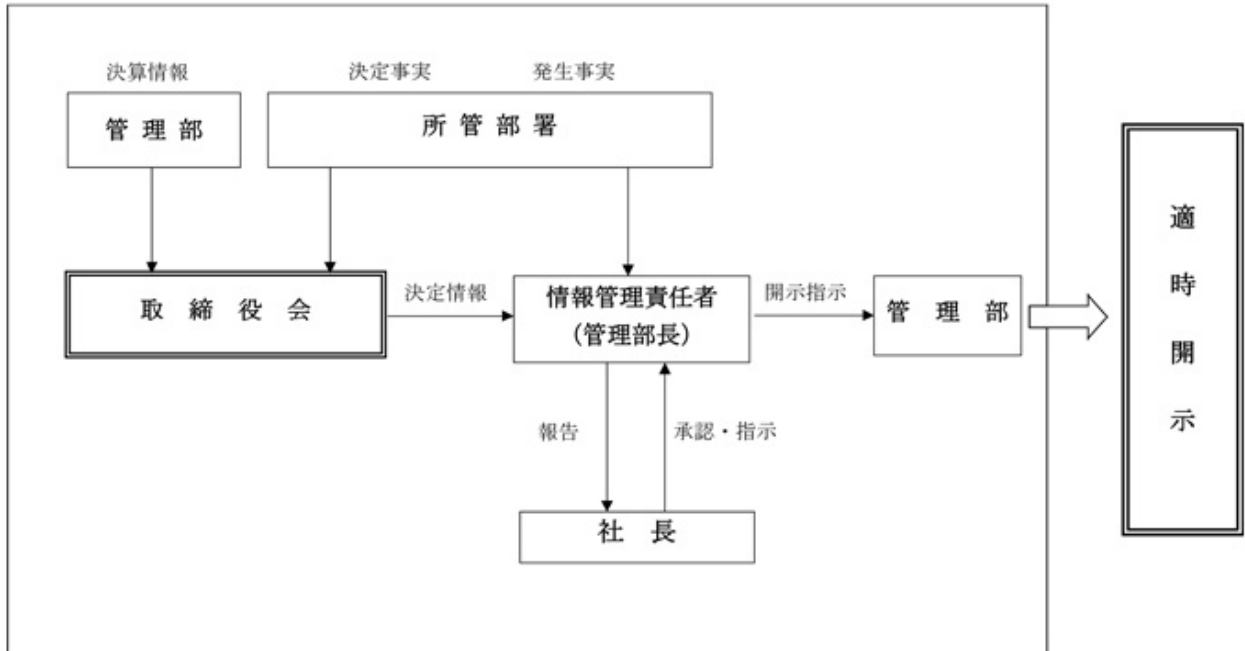 決算情報
決定事実
発生事実
管理部
所管部署
取締役会
決定情報
情報管理責任者
（管理部長）
開示指示
管理部
報告
承認・指示
社長
適時開示